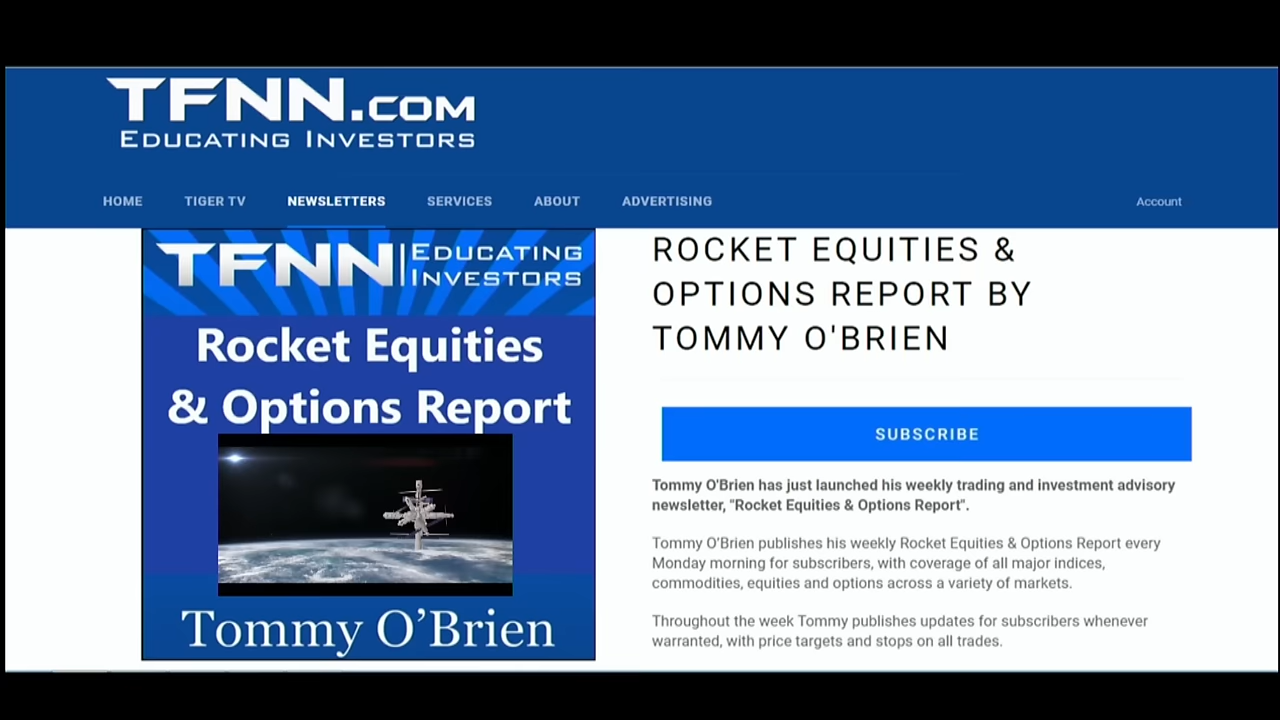 TFNN.COM
EDUCATING INVESTORS
HOME TIGER TV NEWSLETTERS SERVICES ABOUT ADVERTISING Account
TFNN | EDUCATING INVESTORS
Rocket Equities
& Options Report
Tommy O’Brien
ROCKET EQUITIES &
OPTIONS REPORT BY
TOMMY O'BRIEN
SUBSCRIBE
Tommy O'Brien has just launched his weekly trading and investment advisory
newsletter, "Rocket Equities & Options Report".
Tommy O'Brien publishes his weekly Rocket Equities & Options Report every
Monday morning for subscribers, with coverage of all major indices,
commodities, equities and options across a variety of markets.
Throughout the week Tommy publishes updates for subscribers whenever
warranted, with price targets and stops on all trades.